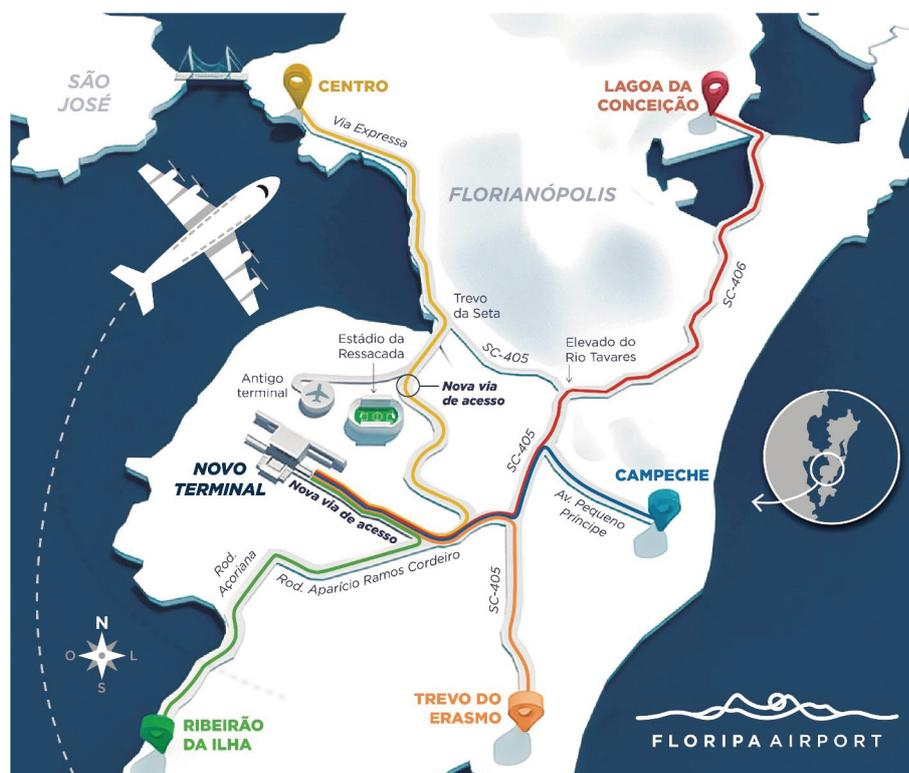 SÃO
JOSÉ
CENTRO
Via Expressa
LAGOA DA
CONCEIÇÃO
FLORIANÓPOLIS
SC-406
Trevo
da Seta
Estádio da
Ressacada
SC-405
Elevado do
Rio Tavares
Antigo
terminal
Nova via
de acesso
NOVO
TERMINAL
Nova via de acesso
SC-405
CAMPECHE
Av. Pequeno
Príncipe
Rod.
Açoriana
Rod. Aparício Ramos Cordeiro
SC-405
N
O
L
S
TREVO DO
ERASMO
RIBEIRÃO
DA ILHA
FLORIPA AIRPORT